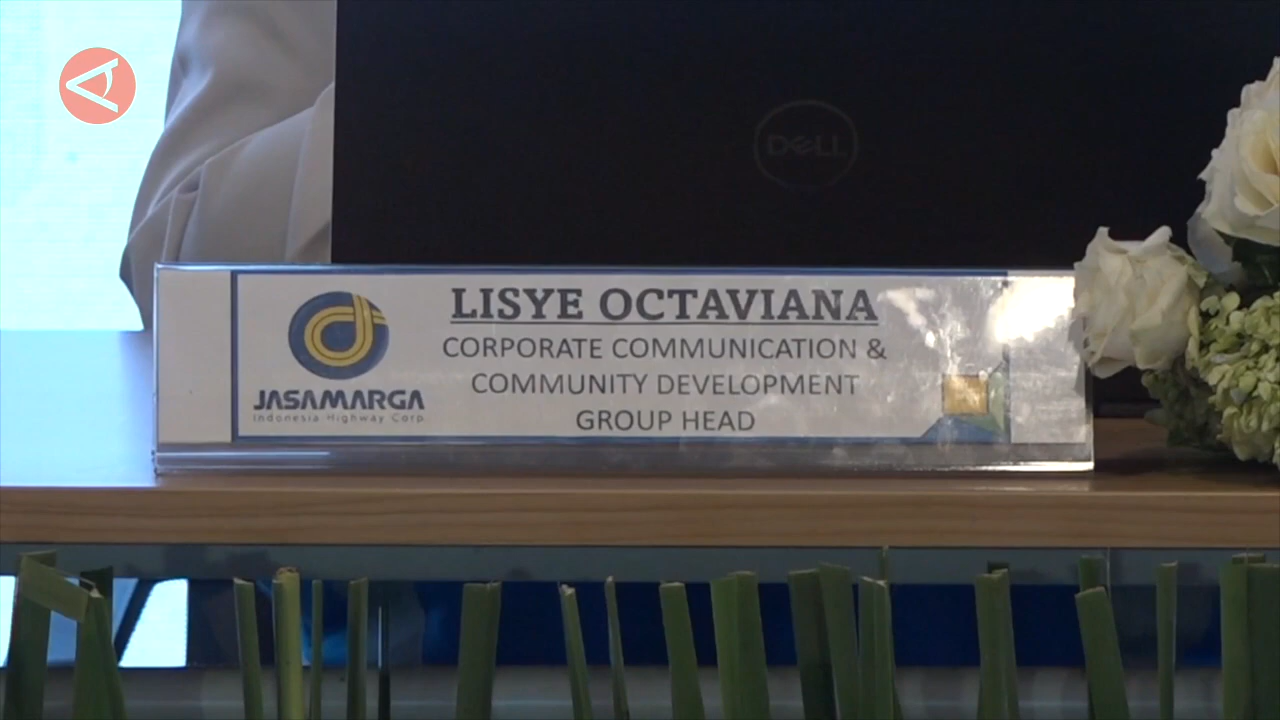 DELL
LISYE OCTAVIANA
CORPORATE COMMUNICATION &
COMMUNITY DEVELOPMENT
GROUP HEAD
JASAMARGA
Indonesia Highway Corp.